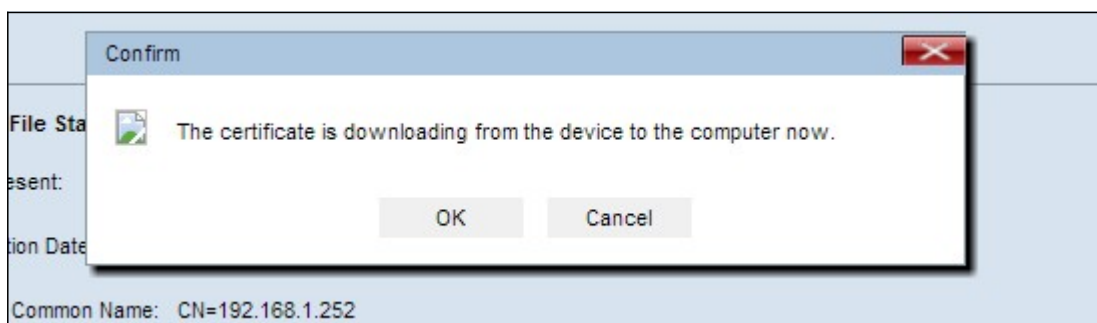 Confirm
File Sta
The certificate is downloading from the device to the computer now.
esent:
OK Cancel
tion Date
Common Name: CN=192.168.1.252